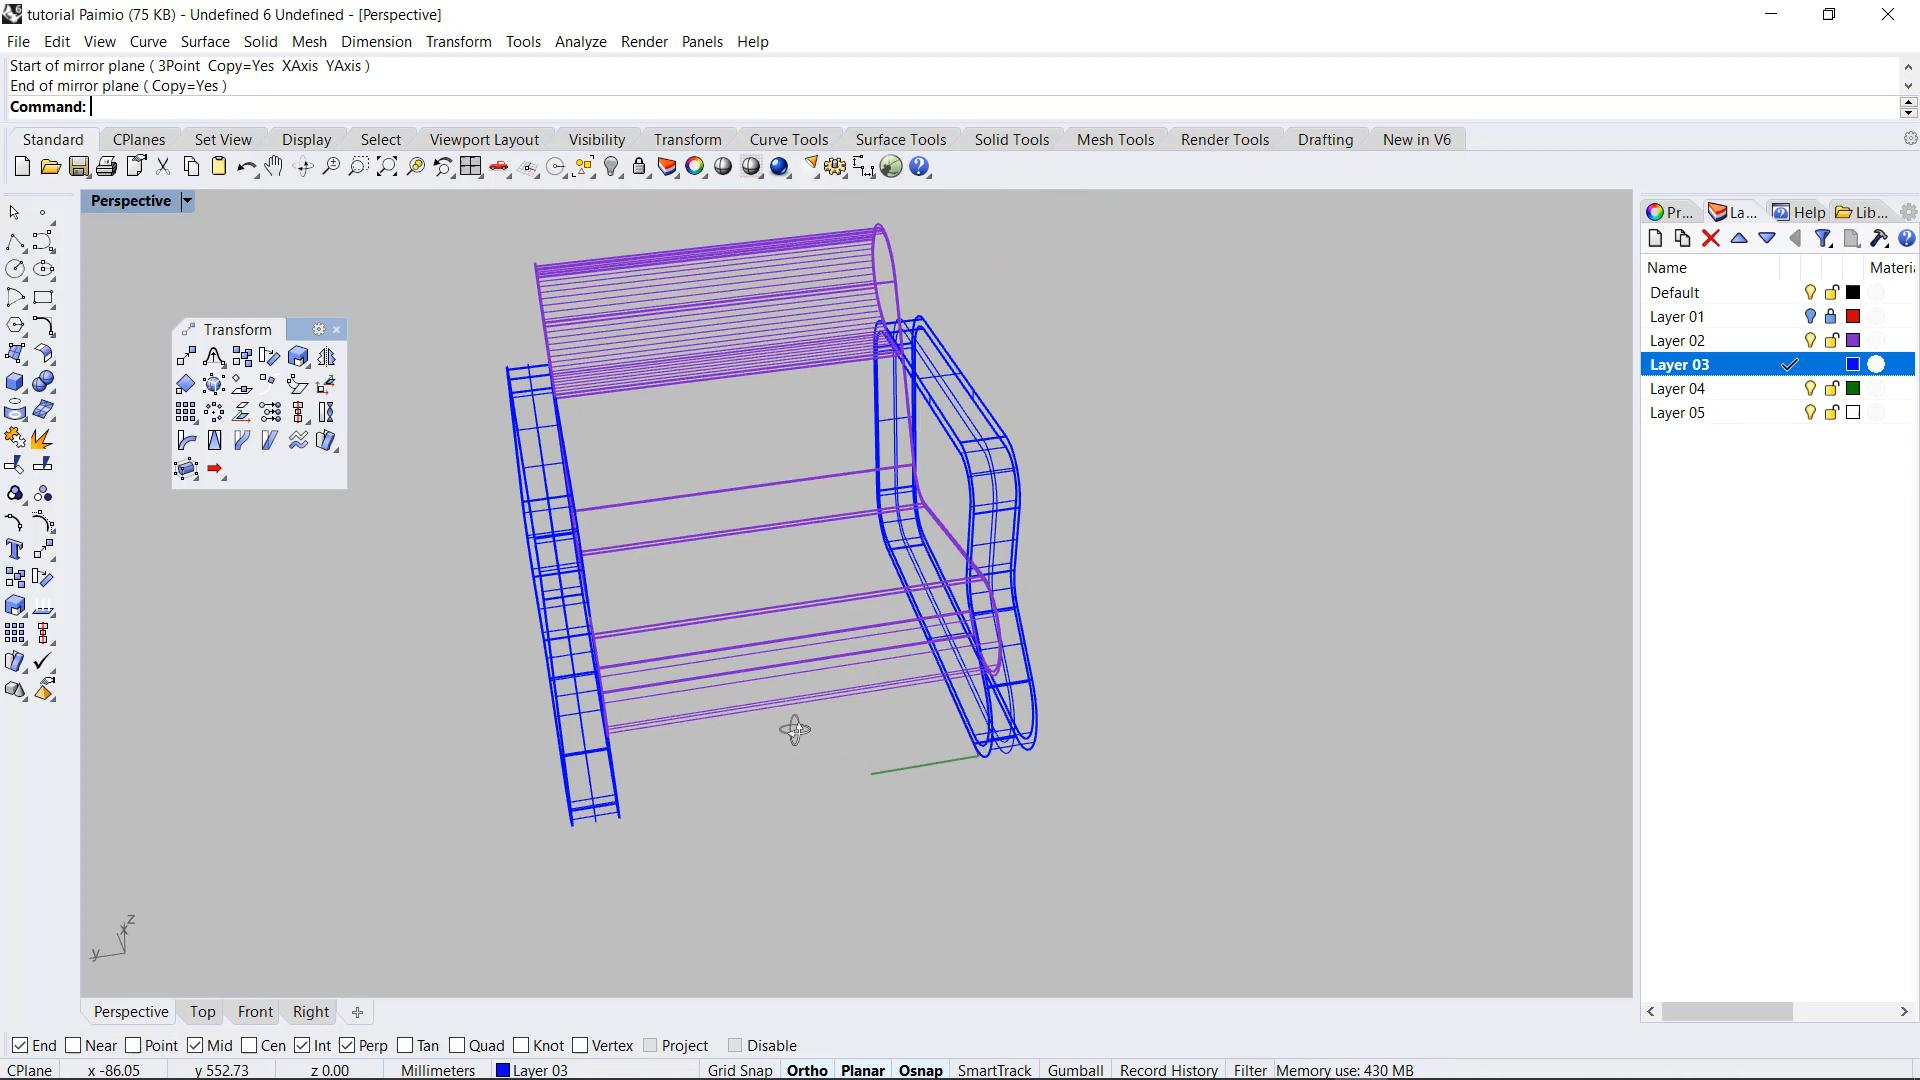 tutorial Paimio (75 KB) - Undefined 6 Undefined - [Perspective]
File Edit View Curve Surface Solid Mesh Dimension Transform Tools Analyze Render Panels Help
Start of mirror plane ( 3Point Copy=Yes XAxis YAxis )
End of mirror plane ( Copy=Yes )
Command:
Standard CPlanes Set View Display Select Viewport Layout Visibility Transform Curve Tools Surface Tools Solid Tools Mesh Tools Render Tools Drafting New in V6
Perspective
Pr... La... Help Lib...
Name Materi
Default
Layer 01
Layer 02
Layer 03
Layer 04
Layer 05
Transform
z
x
y
Perspective Top Front Right
End Near Point Mid Cen Int Perp Tan Quad Knot Vertex Project Disable
CPlane x -86.05 y 552.73 z 0.00 Millimeters Layer 03 Grid Snap Ortho Planar Osnap SmartTrack Gumball Record History Filter Memory use: 430 MB